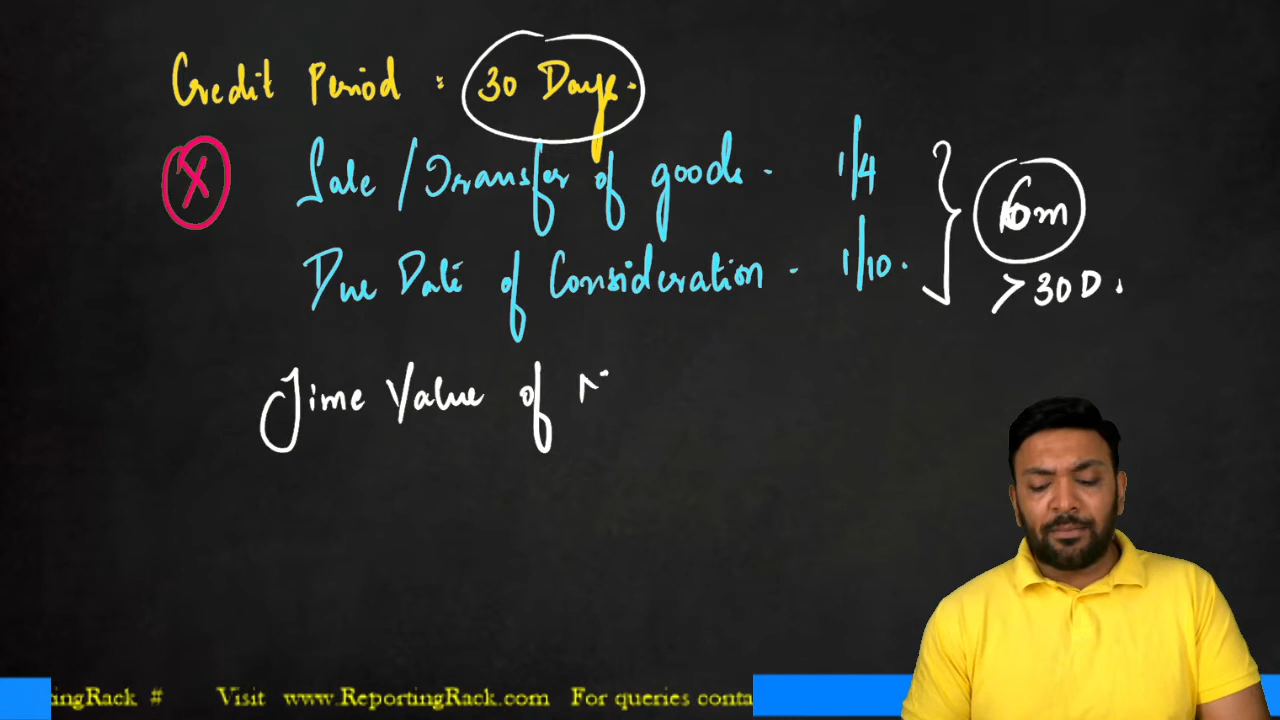 Credit Period : 30 Days.
X
Sale / Transfer of goods - 1/4
Due Date of Consideration - 1/10.
6m
> 30 D.
Time Value of
ingRack # Visit www.ReportingRack.com For queries conta